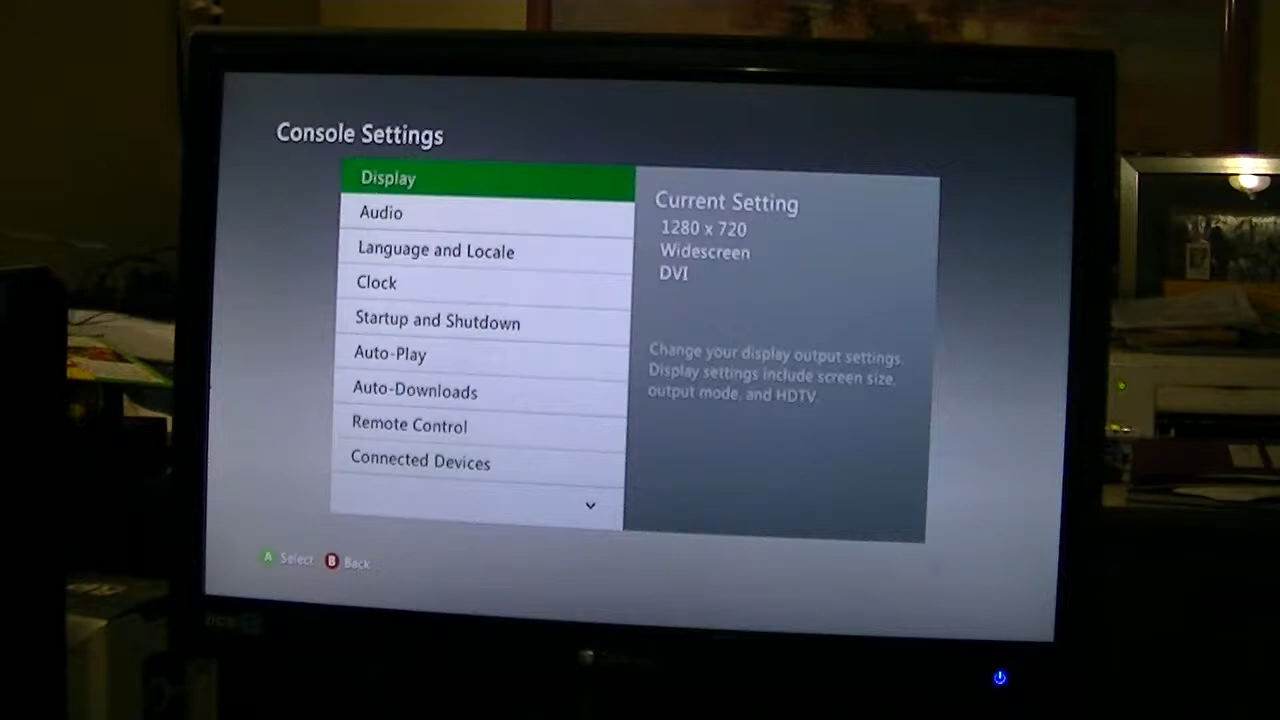 Console Settings
Display
Audio
Language and Locale
Clock
Startup and Shutdown
Auto-Play
Auto-Downloads
Remote Control
Connected Devices
Current Setting
1280 x 720
Widescreen
DVI
Change your display output settings.
Display settings include screen size,
output mode, and HDTV.
A Select B Back